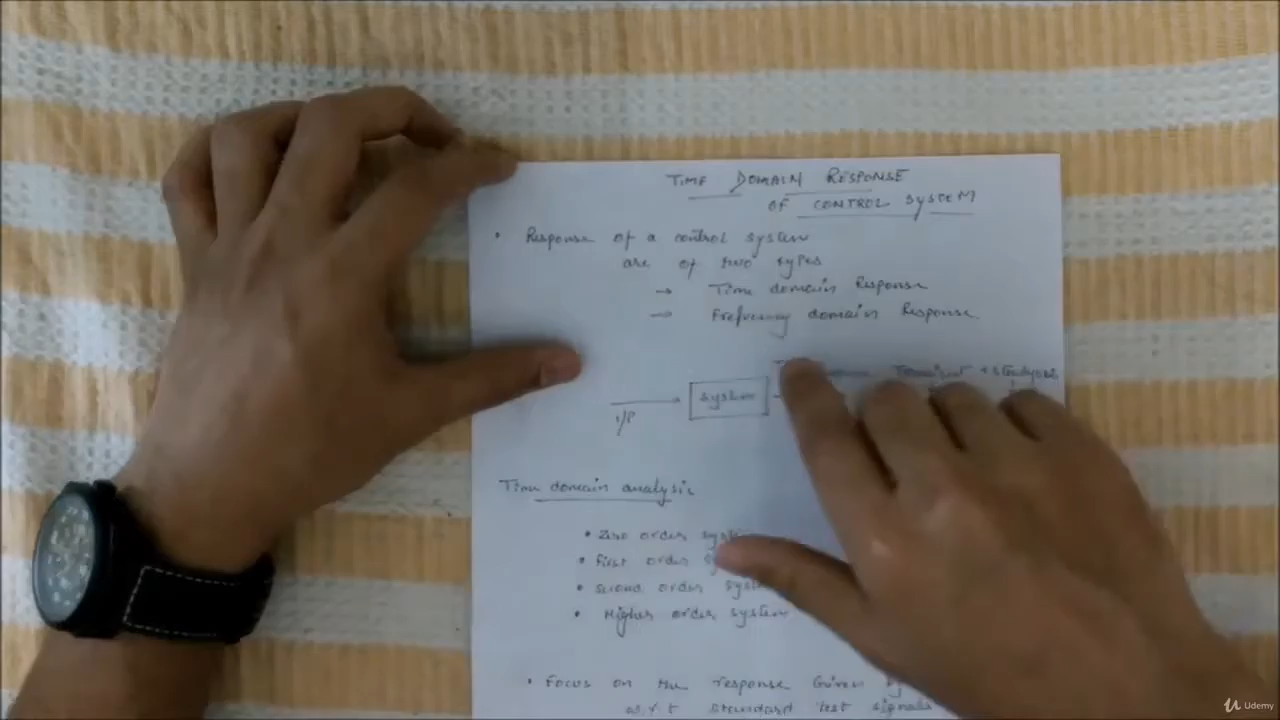 TIME DOMAIN RESPONSE
OF CONTROL SYSTEM
• Response of a control system
are of two types
→ Time domain Response
→ Frequency domain Response
Transient + steady
I/P
system
Time domain analysis
• Zero order system
• First order
• second order system
• Higher order system
• Focus on the response Given
w.r.t standard test signals
Udemy